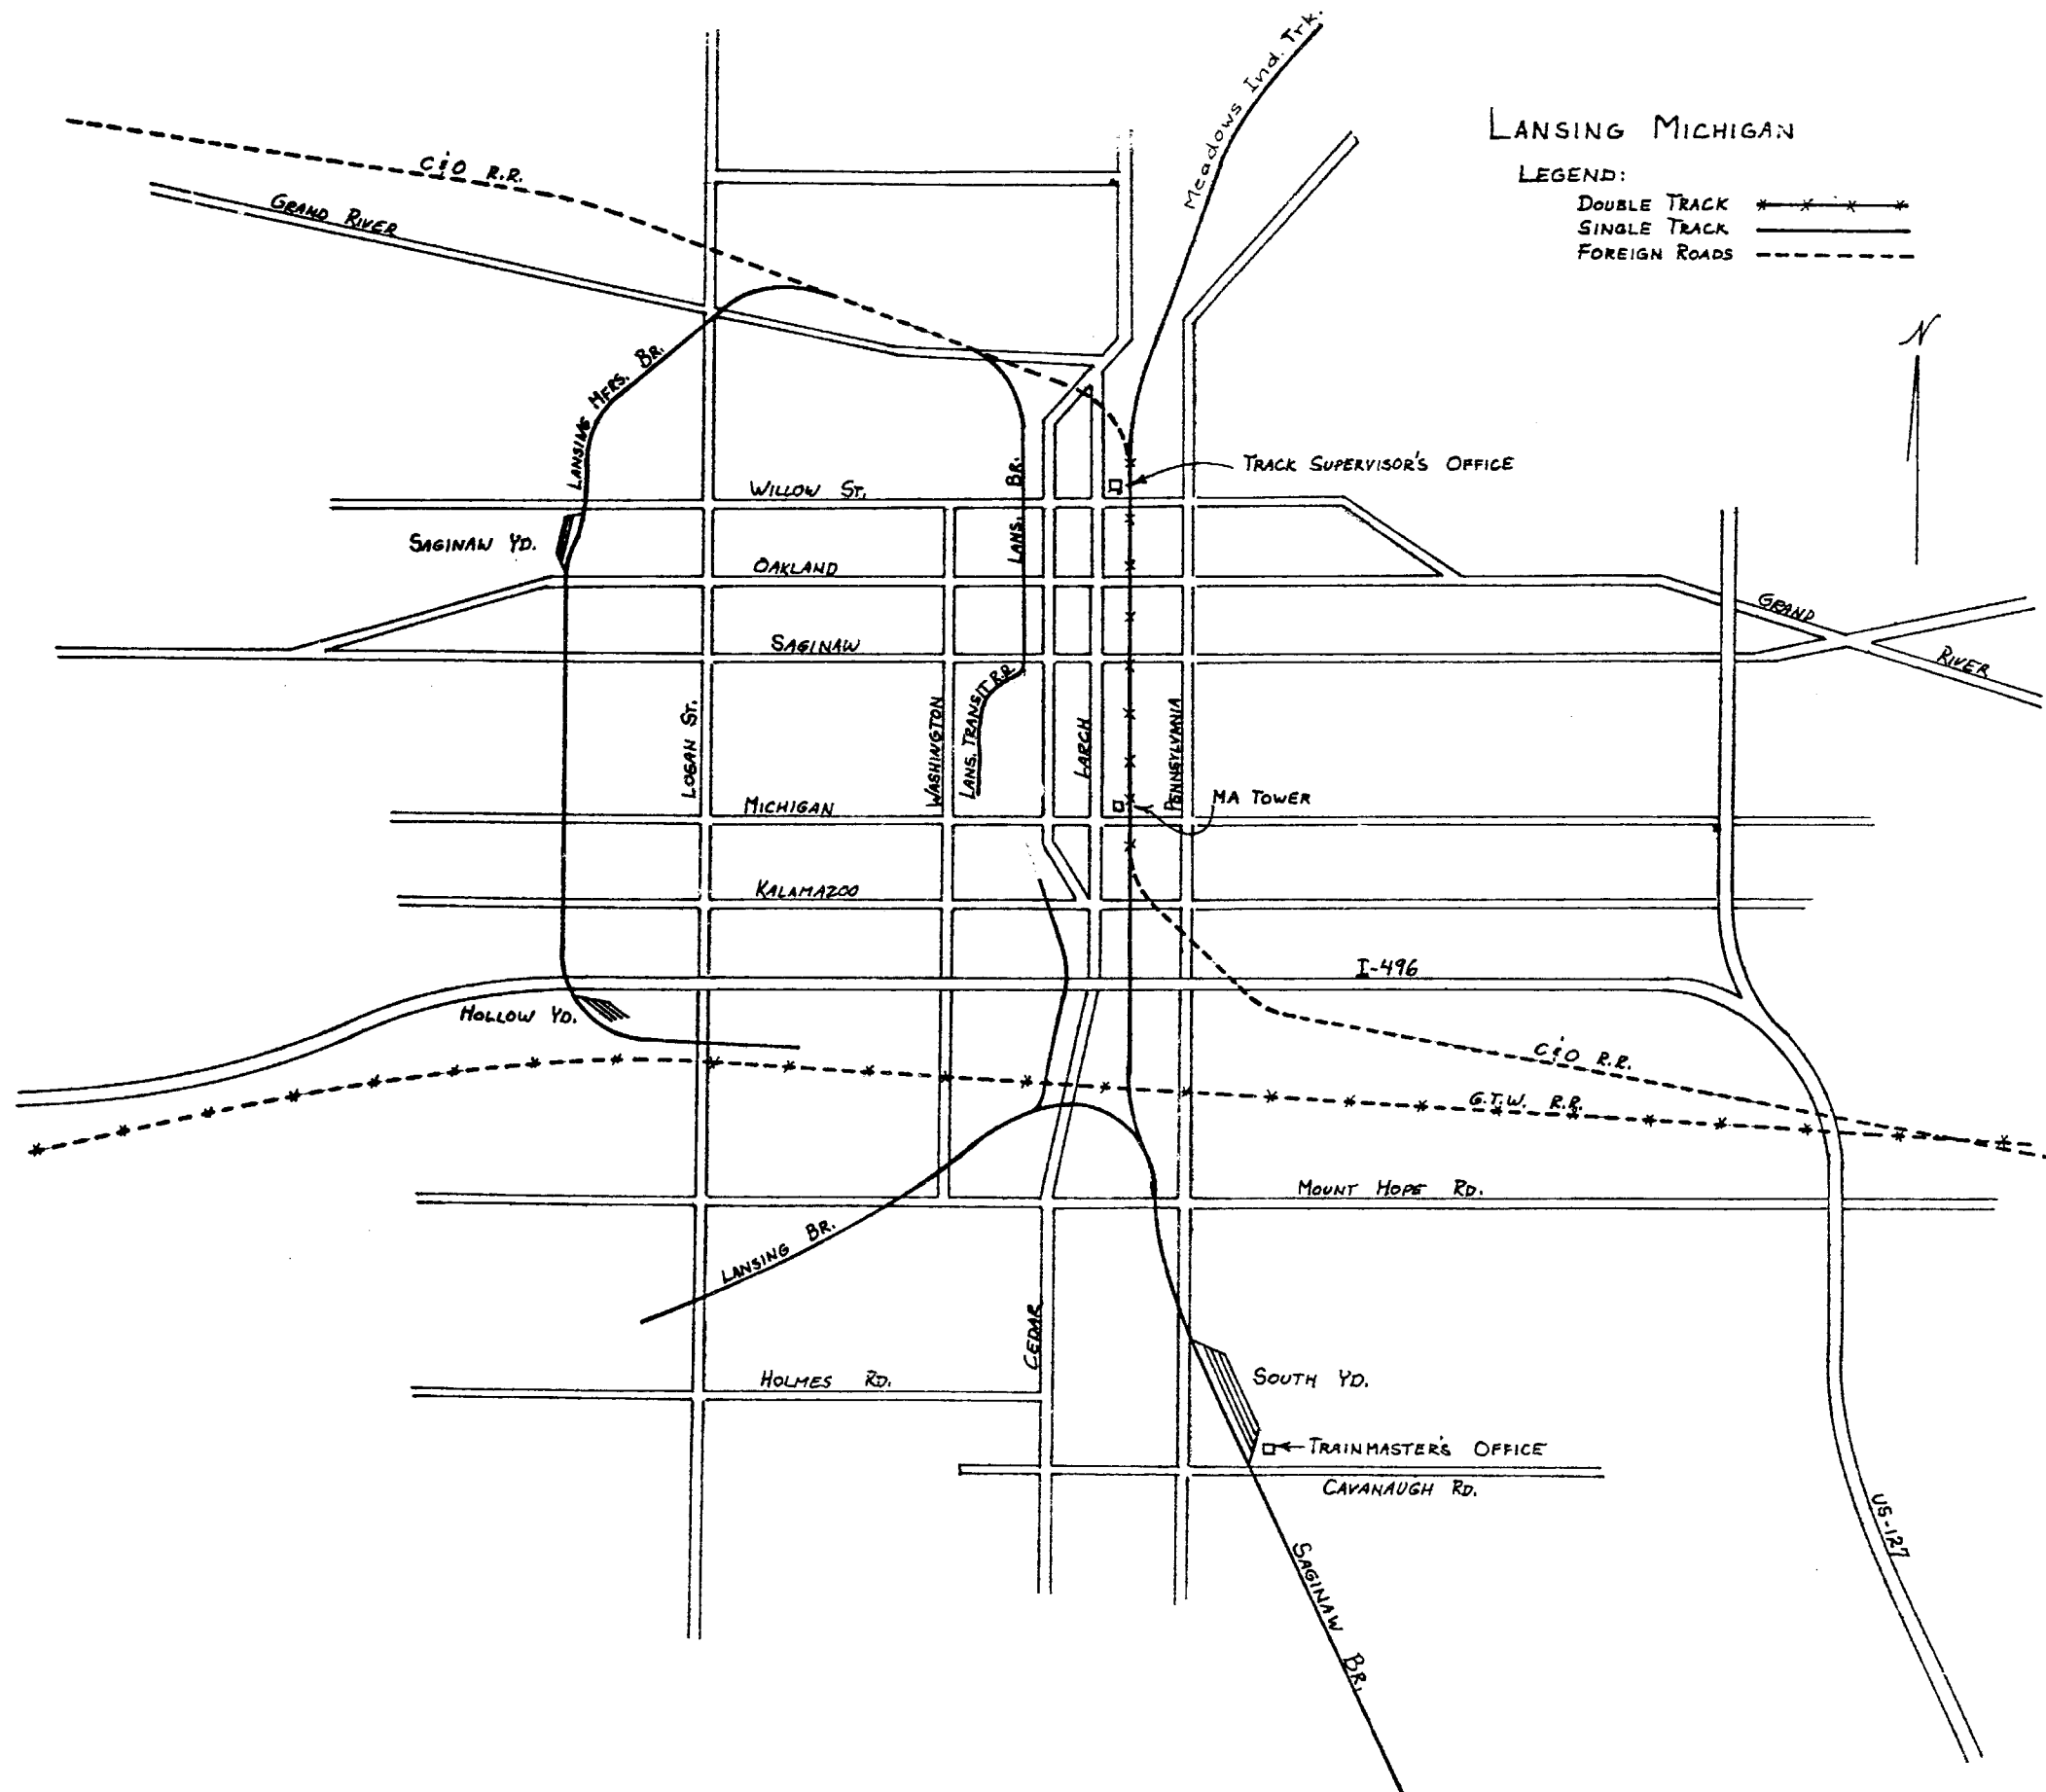 Meadows Ind. Trk.
LANSING MICHIGAN
LEGEND:
DOUBLE TRACK
SINGLE TRACK
FOREIGN ROADS
C&O R.R.
GRAND RIVER
N
LANSING MFRS. BR.
TRACK SUPERVISOR'S OFFICE
WILLOW ST.
LANS. BR.
SAGINAW YD.
OAKLAND
GRAND
RIVER
SAGINAW
LOGAN ST.
WASHINGTON
LANS. TRANSIT R.R.
LARCH
PENNSYLVANIA
MICHIGAN
MA TOWER
KALAMAZOO
I-496
HOLLOW YD.
C&O R.R.
G.T.W. R.R.
MOUNT HOPE RD.
LANSING BR.
CEDAR
HOLMES RD.
SOUTH YD.
TRAINMASTER'S OFFICE
CAVANAUGH RD.
US-127
SAGINAW BR.